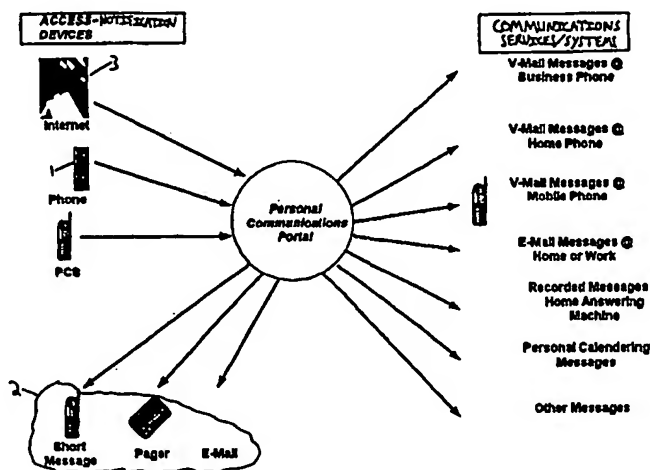 ACCESS-NOTIFICATION
DEVICES
3
Internet
1
Phone
PCS
Personal
Communications
Portal
2
Short
Message
Pager
E-Mail
COMMUNICATIONS
SERVICES/SYSTEMS
V-Mail Messages @
Business Phone
V-Mail Messages @
Home Phone
V-Mail Messages @
Mobile Phone
E-Mail Messages @
Home or Work
Recorded Messages
Home Answering
Machine
Personal Calendering
Messages
Other Messages